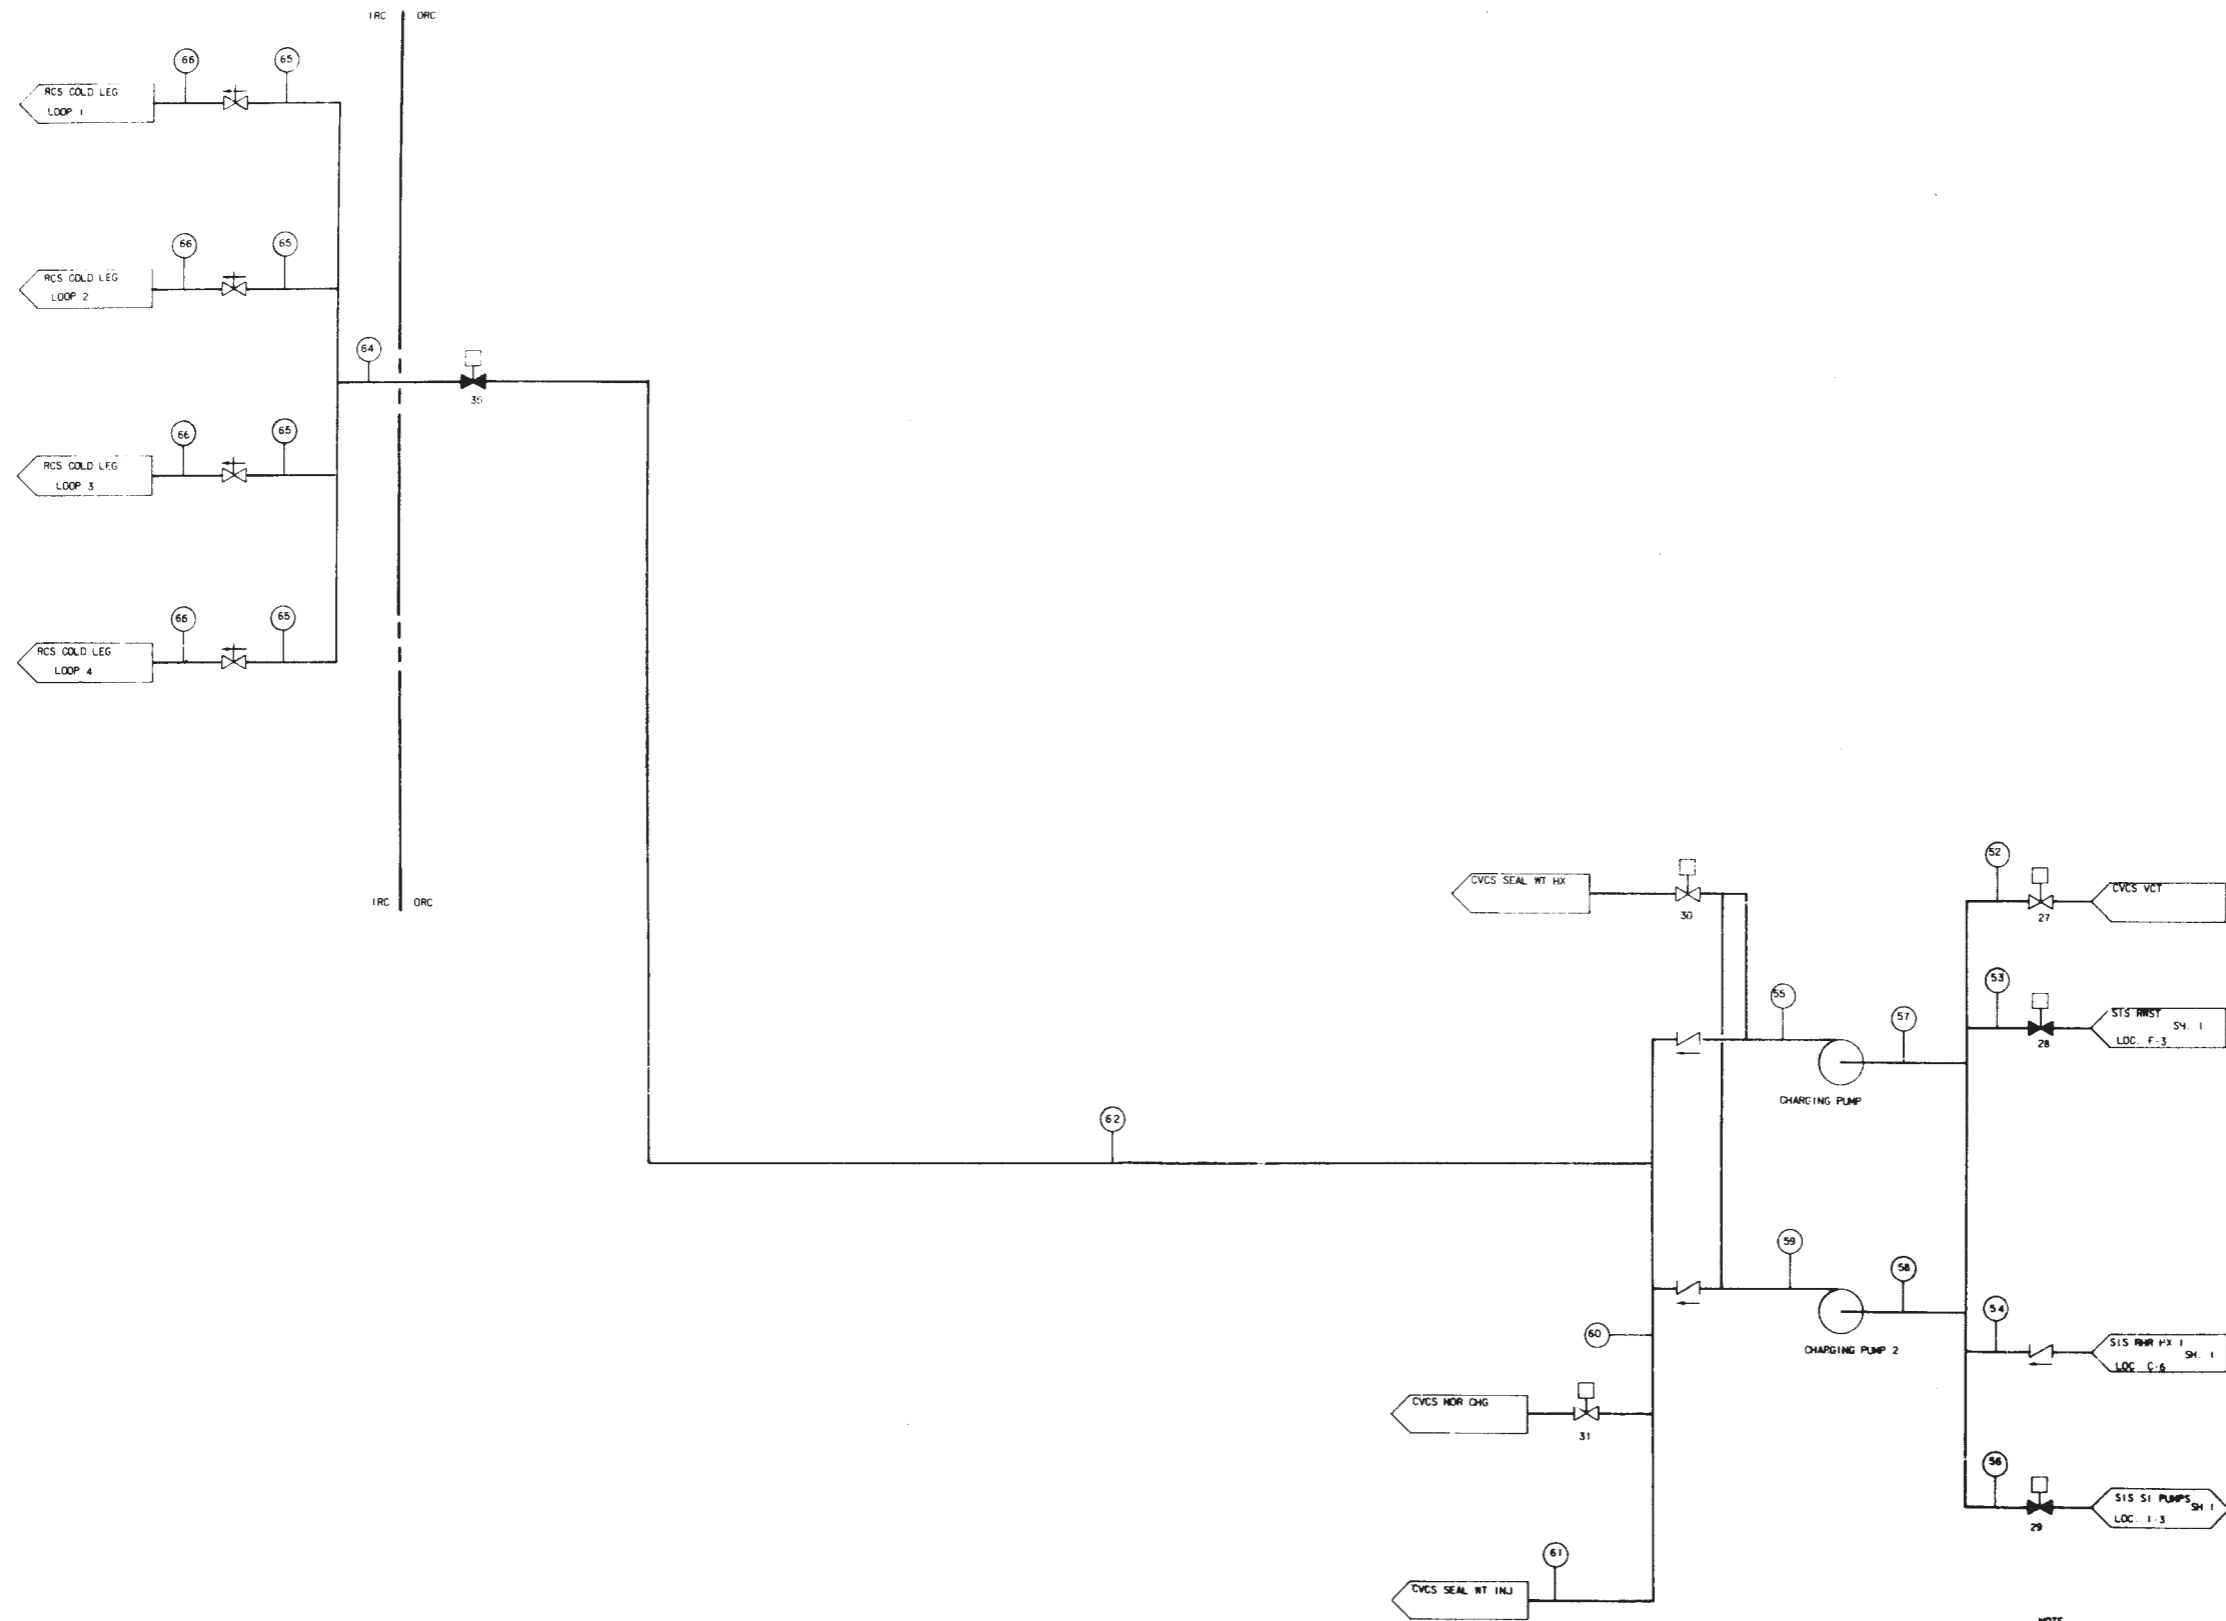 IRC ORC
66 65
RCS COLD LEG
LOOP 1
66 65
RCS COLD LEG
LOOP 2
64
35
66 65
RCS COLD LEG
LOOP 3
66 65
RCS COLD LEG
LOOP 4
IRC ORC
CVCS SEAL WT HX
30
52
CVCS VCT
27
53
SIS RWST
SH. 1
LOC. F-3
28
55
57
CHARGING PUMP
62
59
58
CHARGING PUMP 2
60
54
SIS RHR HX 1
SH. 1
LOC. C-6
CVCS NOR CHG
31
56
SIS SI PUMPS
SH 1
LOC. I-3
29
61
CVCS SEAL WT INJ
NOTE